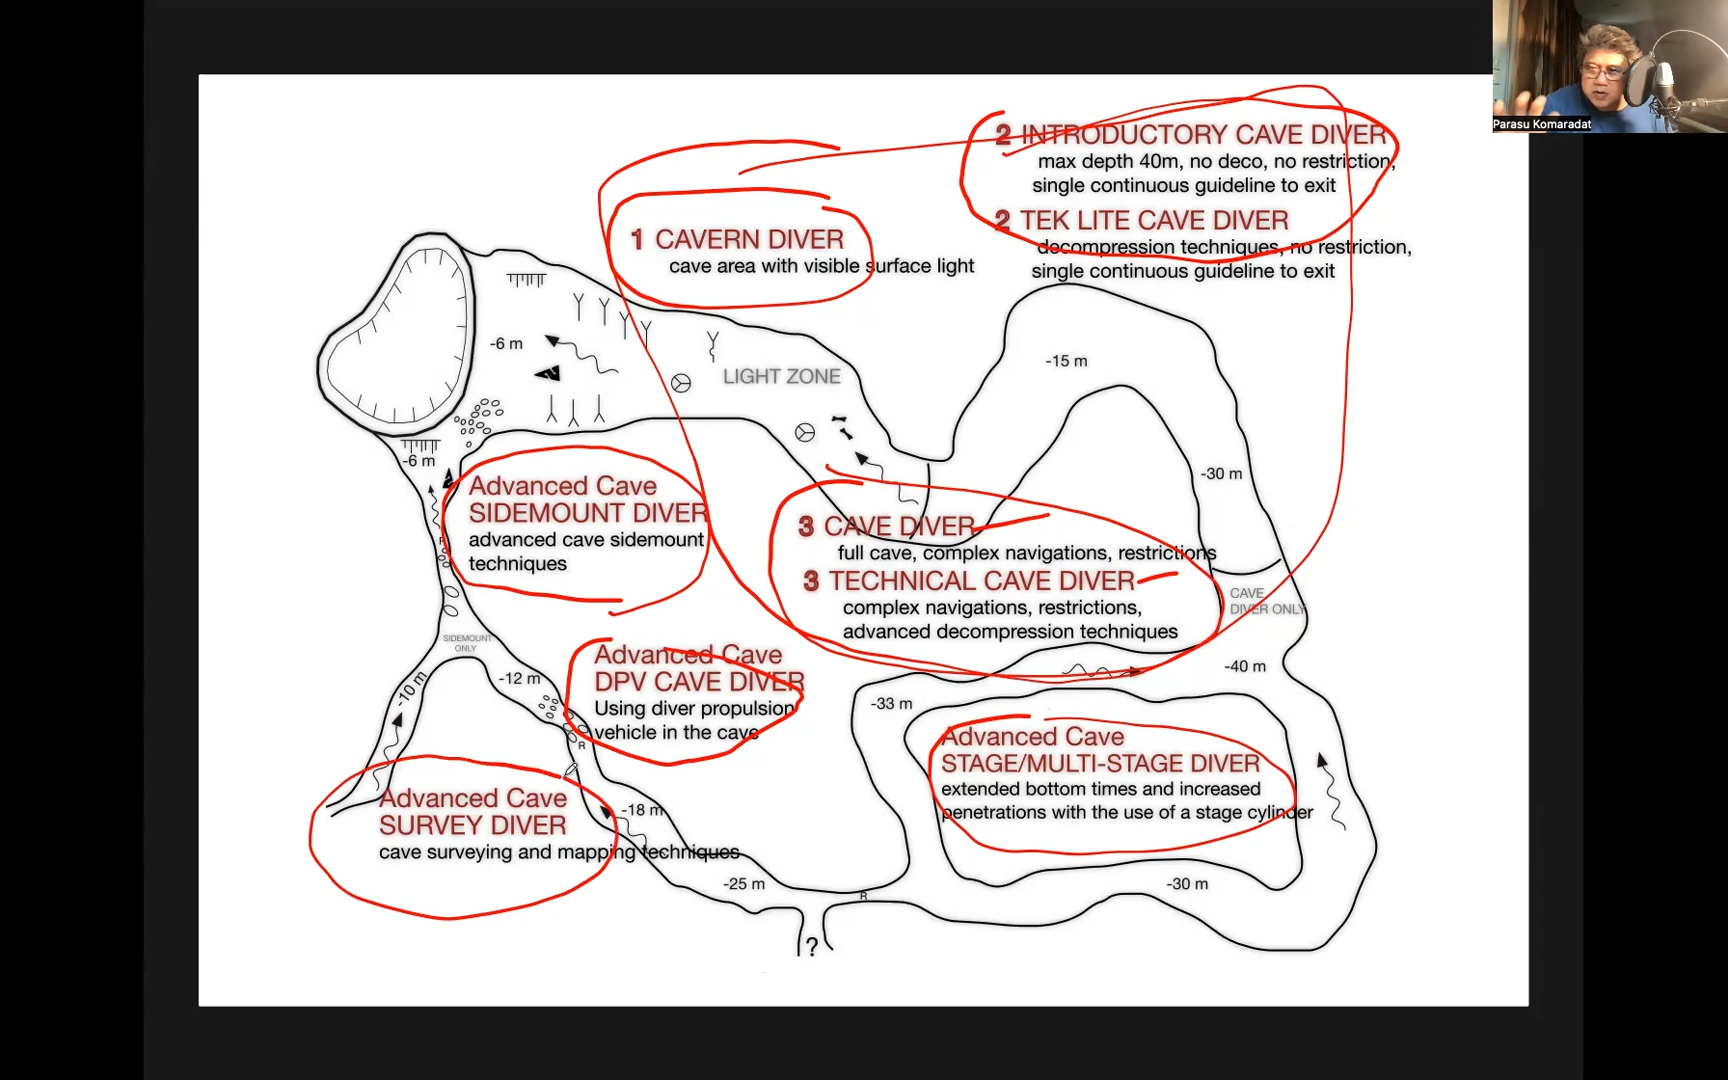 Parasu Komaradat
2 INTRODUCTORY CAVE DIVER
max depth 40m, no deco, no restriction,
single continuous guideline to exit
2 TEK LITE CAVE DIVER
decompression techniques, no restriction,
single continuous guideline to exit
1 CAVERN DIVER
cave area with visible surface light
-6 m
LIGHT ZONE
-15 m
-6 m
-30 m
Advanced Cave
SIDEMOUNT DIVER
advanced cave sidemount
techniques
R
3 CAVE DIVER
full cave, complex navigations, restrictions
3 TECHNICAL CAVE DIVER
complex navigations, restrictions,
advanced decompression techniques
CAVE
DIVER ONLY
SIDEMOUNT
ONLY
-10 m
-12 m
Advanced Cave
DPV CAVE DIVER
Using diver propulsion
vehicle in the cave
R
-40 m
-33 m
Advanced Cave
STAGE/MULTI-STAGE DIVER
extended bottom times and increased
penetrations with the use of a stage cylinder
Advanced Cave
SURVEY DIVER
cave surveying and mapping techniques
-18 m
-25 m
R
-30 m
?